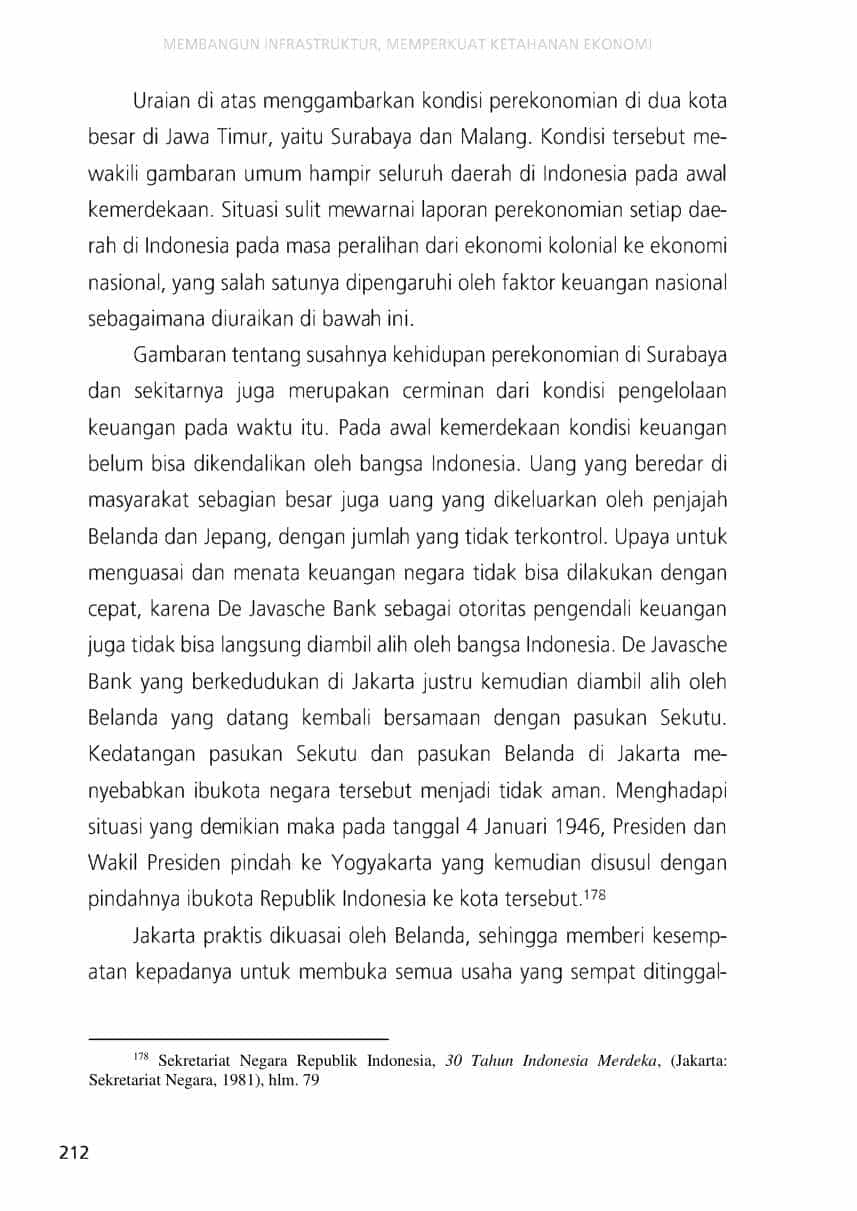 MEMBANGUN INFRASTRUKTUR, MEMPERKUAT KETAHANAN EKONOMI
Uraian di atas menggambarkan kondisi perekonomian di dua kota
besar di Jawa Timur, yaitu Surabaya dan Malang. Kondisi tersebut me-
wakili gambaran umum hampir seluruh daerah di Indonesia pada awal
kemerdekaan. Situasi sulit mewarnai laporan perekonomian setiap dae-
rah di Indonesia pada masa peralihan dari ekonomi kolonial ke ekonomi
nasional, yang salah satunya dipengaruhi oleh faktor keuangan nasional
sebagaimana diuraikan di bawah ini.
Gambaran tentang susahnya kehidupan perekonomian di Surabaya
dan sekitarnya juga merupakan cerminan dari kondisi pengelolaan
keuangan pada waktu itu. Pada awal kemerdekaan kondisi keuangan
belum bisa dikendalikan oleh bangsa Indonesia. Uang yang beredar di
masyarakat sebagian besar juga uang yang dikeluarkan oleh penjajah
Belanda dan Jepang, dengan jumlah yang tidak terkontrol. Upaya untuk
menguasai dan menata keuangan negara tidak bisa dilakukan dengan
cepat, karena De Javasche Bank sebagai otoritas pengendali keuangan
juga tidak bisa langsung diambil alih oleh bangsa Indonesia. De Javasche
Bank yang berkedudukan di Jakarta justru kemudian diambil alih oleh
Belanda yang datang kembali bersamaan dengan pasukan Sekutu.
Kedatangan pasukan Sekutu dan pasukan Belanda di Jakarta me-
nyebabkan ibukota negara tersebut menjadi tidak aman. Menghadapi
situasi yang demikian maka pada tanggal 4 Januari 1946, Presiden dan
Wakil Presiden pindah ke Yogyakarta yang kemudian disusul dengan
pindahnya ibukota Republik Indonesia ke kota tersebut.178
Jakarta praktis dikuasai oleh Belanda, sehingga memberi kesemp-
atan kepadanya untuk membuka semua usaha yang sempat ditinggal-
178 Sekretariat Negara Republik Indonesia, 30 Tahun Indonesia Merdeka, (Jakarta:
Sekretariat Negara, 1981), hlm. 79
212